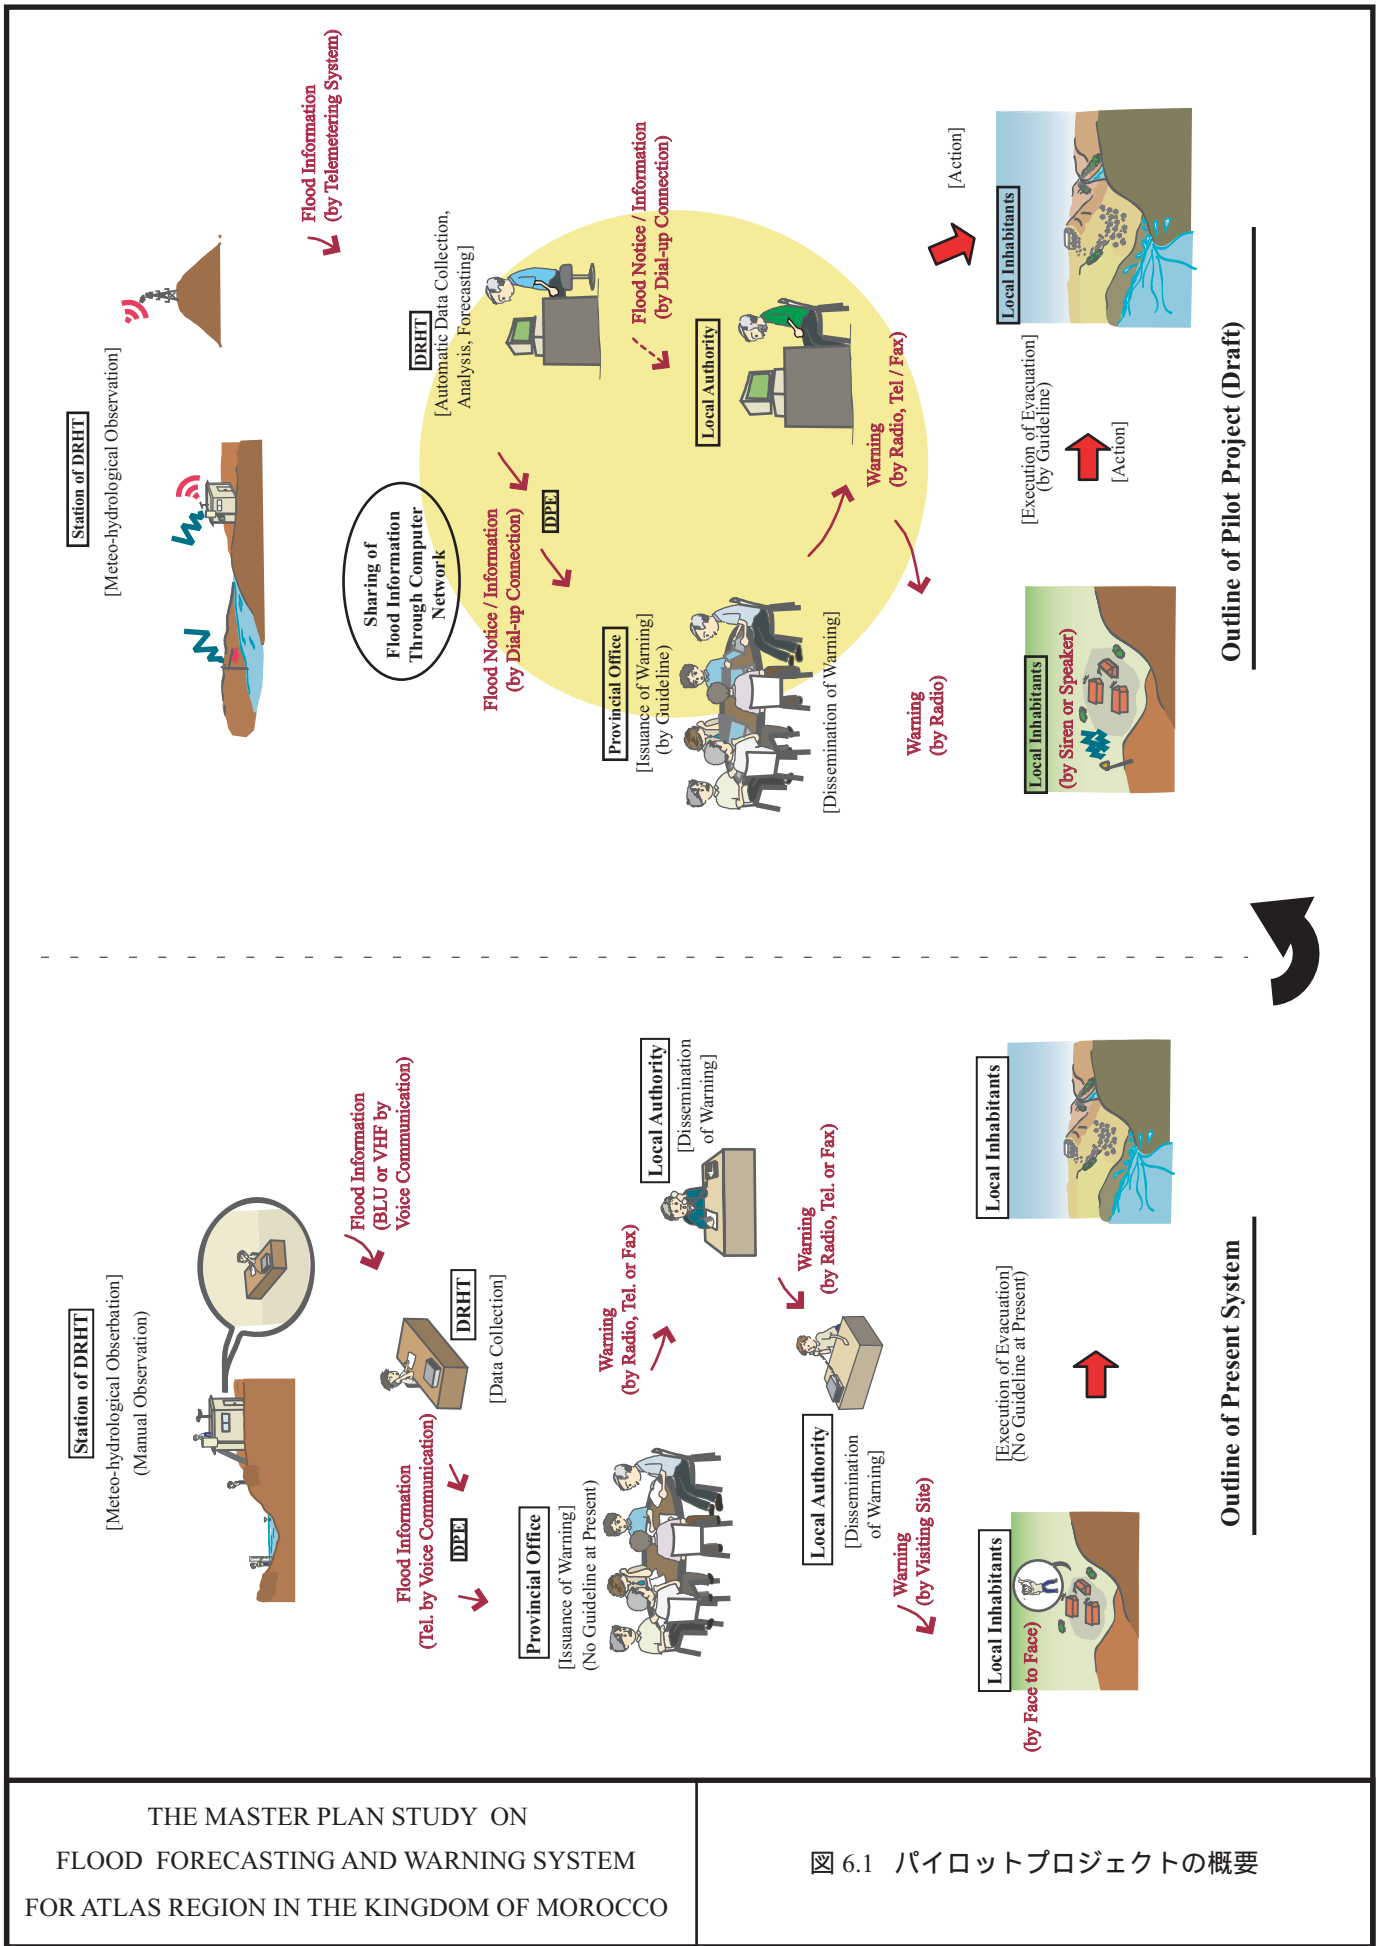 Station of DRHT
[Meteo-hydrological Obserbation]
(Manual Observation)
Flood Information
(BLU or VHF by
Voice Communication)
DRHT
[Data Collection]
Flood Information
(Tel. by Voice Communication)
DPE
Provincial Office
[Issuance of Warning]
(No Guideline at Present)
Warning
(by Radio, Tel. or Fax)
Local Authority
[Dissemination
of Warning]
Warning
(by Radio, Tel. or Fax)
Local Authority
[Dissemination
of Warning]
Warning
(by Visiting Site)
Local Inhabitants
(by Face to Face)
[Execution of Evacuation]
(No Guideline at Present)
Local Inhabitants
Outline of Present System
Station of DRHT
[Meteo-hydrological Observation]
Flood Information
(by Telemetering System)
Sharing of
Flood Information
Through Computer
Network
DRHT
[Automatic Data Collection,
Analysis, Forecasting]
Flood Notice / Information
(by Dial-up Connection)
DPE
Flood Notice / Information
(by Dial-up Connection)
Provincial Office
[Issuance of Warning]
(by Guideline)
[Dissemination of Warning]
Local Authority
Warning
(by Radio, Tel / Fax)
Warning
(by Radio)
[Action]
Local Inhabitants
(by Siren or Speaker)
[Execution of Evacuation]
(by Guideline)
[Action]
Local Inhabitants
Outline of Pilot Project (Draft)
THE MASTER PLAN STUDY ON
FLOOD FORECASTING AND WARNING SYSTEM
FOR ATLAS REGION IN THE KINGDOM OF MOROCCO
図 6.1 パイロットプロジェクトの概要